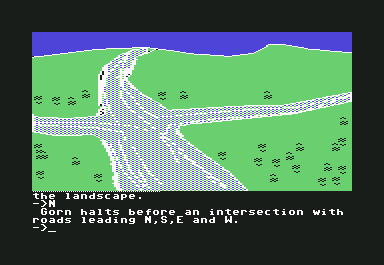 the landscape.
->N
Gorn halts before an intersection with
roads leading N,S,E and W.
->_